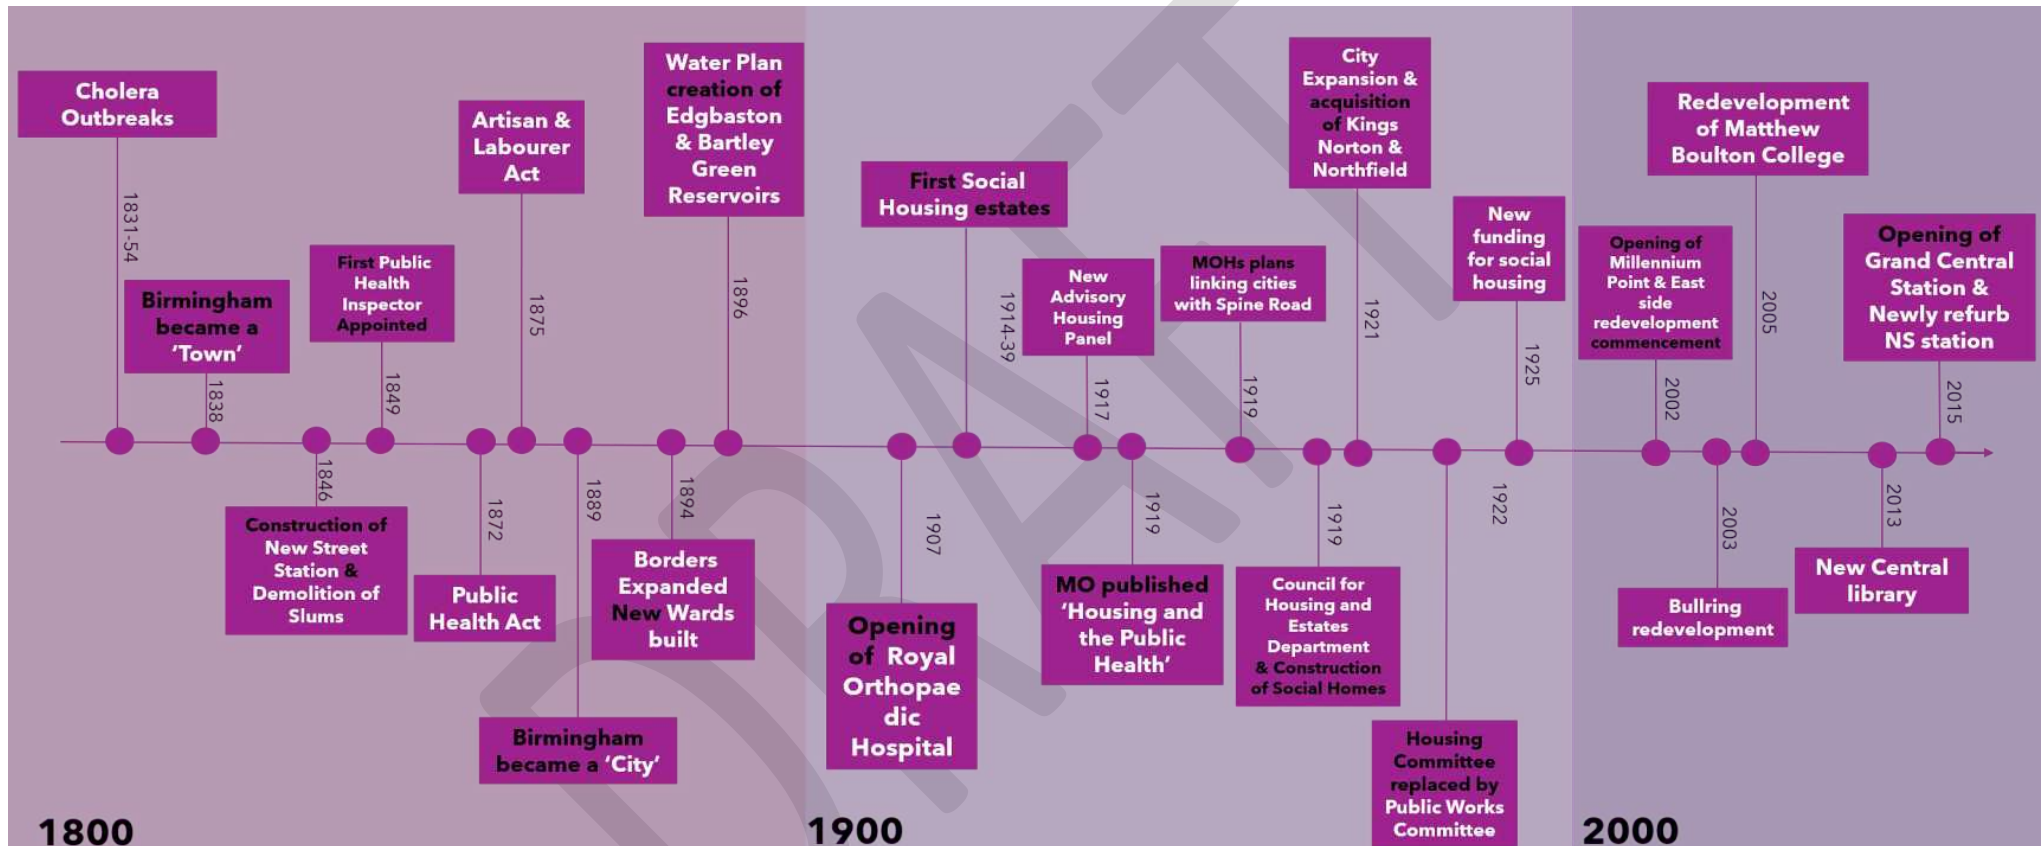 Cholera
Outbreaks
1831-54
Birmingham
became a
‘Town’
1838
1846
Construction of
New Street
Station &
Demolition of
Slums
First Public
Health
Inspector
Appointed
1849
1872
Public
Health Act
Artisan &
Labourer
Act
1875
1889
Birmingham
became a ‘City’
1894
Borders
Expanded
New Wards
built
Water Plan
creation of
Edgbaston
& Bartley
Green
Reservoirs
1896
1907
Opening
of Royal
Orthopae
dic
Hospital
First Social
Housing estates
1914-39
New
Advisory
Housing
Panel
1917
1919
MO published
‘Housing and
the Public
Health’
MOHs plans
linking cities
with Spine Road
1919
1919
Council for
Housing and
Estates
Department
& Construction
of Social Homes
City
Expansion &
acquisition
of Kings
Norton &
Northfield
1921
1922
Housing
Committee
replaced by
Public Works
Committee
New
funding
for social
housing
1925
Opening of
Millennium
Point & East
side
redevelopment
commencement
2002
2003
Bullring
redevelopment
Redevelopment
of Matthew
Boulton College
2005
2013
New Central
library
Opening of
Grand Central
Station &
Newly refurb
NS station
2015
1800
1900
2000
DRAFT